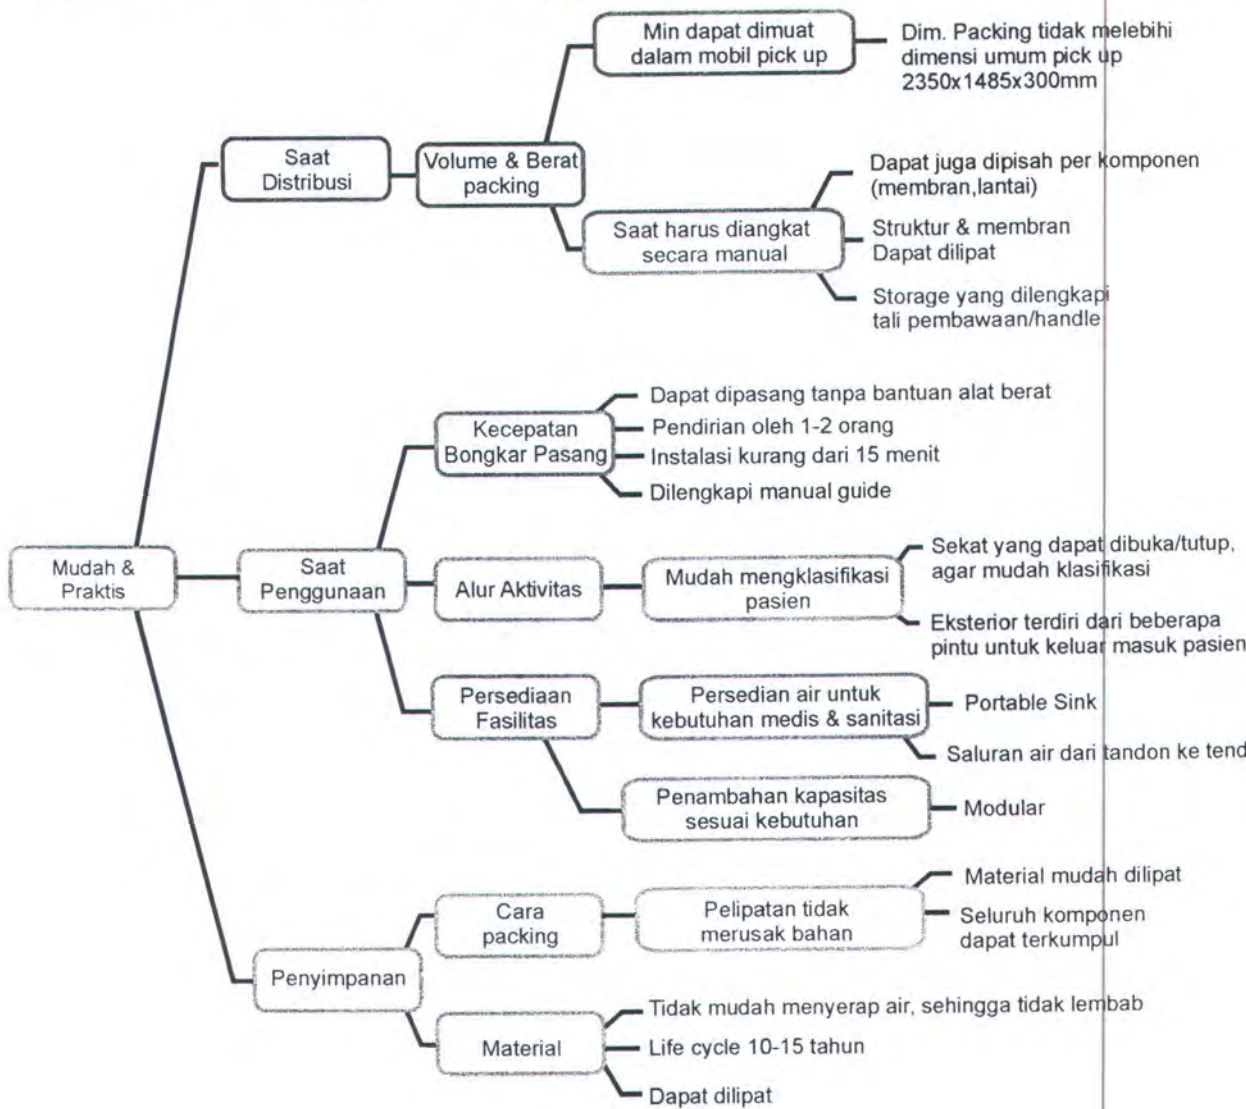 Min dapat dimuat
dalam mobil pick up
Dim. Packing tidak melebihi
dimensi umum pick up
2350x1485x300mm
Saat
Distribusi
Volume & Berat
packing
Dapat juga dipisah per komponen
(membran,lantai)
Saat harus diangkat
secara manual
Struktur & membran
Dapat dilipat
Storage yang dilengkapi
tali pembawaan/handle
Kecepatan
Bongkar Pasang
Dapat dipasang tanpa bantuan alat berat
Pendirian oleh 1-2 orang
Instalasi kurang dari 15 menit
Dilengkapi manual guide
Mudah &
Praktis
Saat
Penggunaan
Alur Aktivitas
Mudah mengklasifikasi
pasien
Sekat yang dapat dibuka/tutup,
agar mudah klasifikasi
Eksterior terdiri dari beberapa
pintu untuk keluar masuk pasien
Persediaan
Fasilitas
Persedian air untuk
kebutuhan medis & sanitasi
Portable Sink
Saluran air dari tandon ke tend
Penambahan kapasitas
sesuai kebutuhan
Modular
Penyimpanan
Cara
packing
Pelipatan tidak
merusak bahan
Material mudah dilipat
Seluruh komponen
dapat terkumpul
Material
Tidak mudah menyerap air, sehingga tidak lembab
Life cycle 10-15 tahun
Dapat dilipat